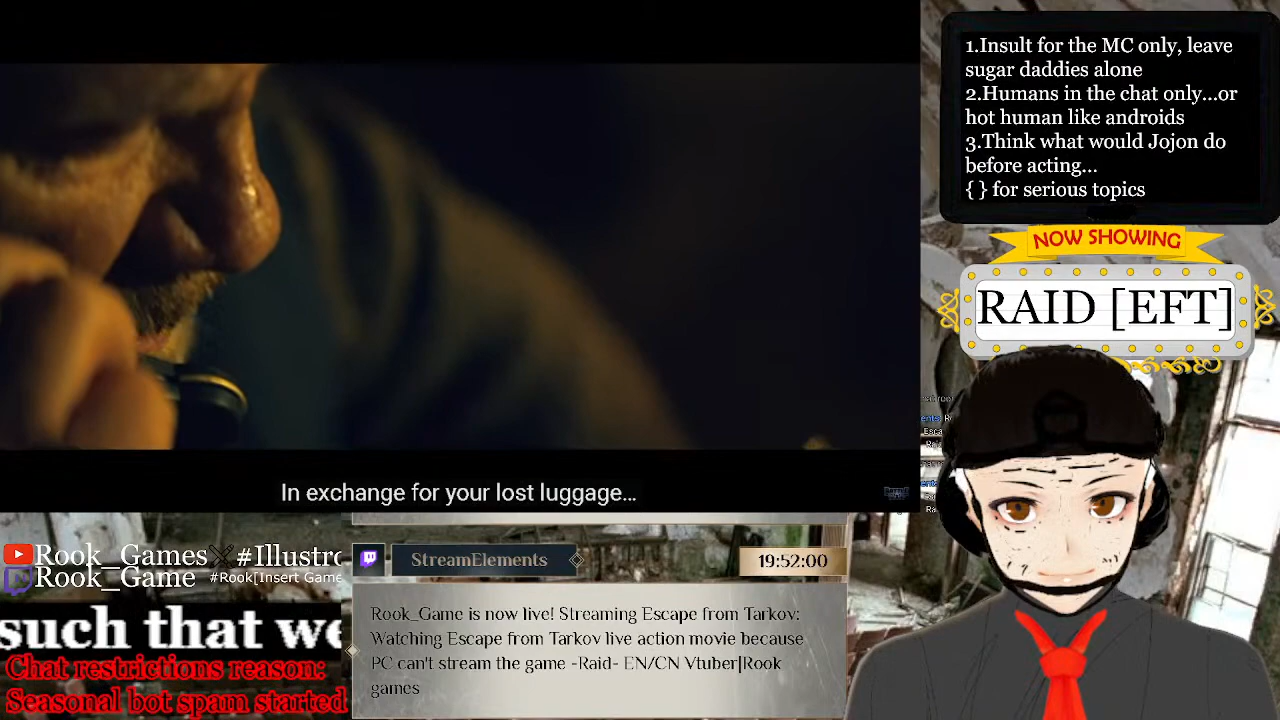 1.Insult for the MC only, leave
sugar daddies alone
2.Humans in the chat only...or
hot human like androids
3.Think what would Jojon do
before acting...
{ } for serious topics
NOW SHOWING
RAID [EFT]
In exchange for your lost luggage...
Rook_Games
#Illustr
Rook_Game
#Rook[Insert Game
such that we
Chat restrictions reason:
Seasonal bot spam started
StreamElements
19:52:00
Rook_Game is now live! Streaming Escape from Tarkov:
Watching Escape from Tarkov live action movie because
PC can't stream the game -Raid- EN/CN Vtuber|Rook
games